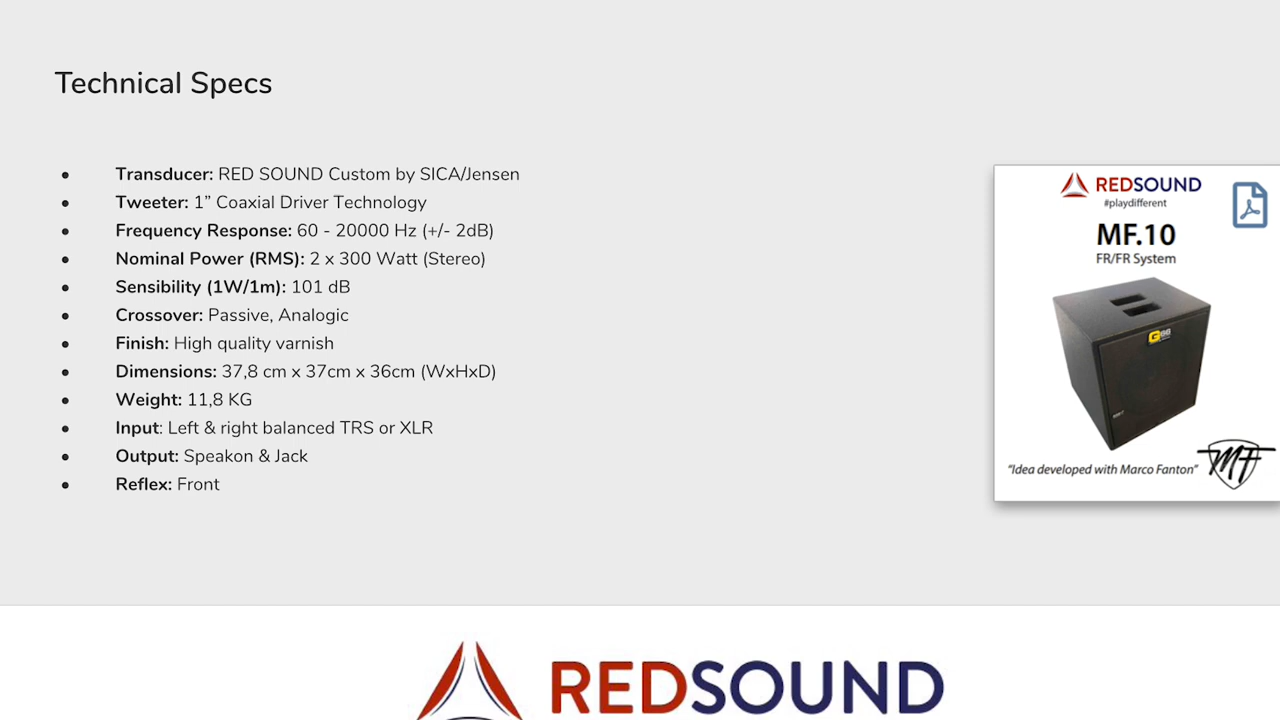 Technical Specs
• Transducer: RED SOUND Custom by SICA/Jensen
• Tweeter: 1” Coaxial Driver Technology
• Frequency Response: 60 - 20000 Hz (+/- 2dB)
• Nominal Power (RMS): 2 x 300 Watt (Stereo)
• Sensibility (1W/1m): 101 dB
• Crossover: Passive, Analogic
• Finish: High quality varnish
• Dimensions: 37,8 cm x 37cm x 36cm (WxHxD)
• Weight: 11,8 KG
• Input: Left & right balanced TRS or XLR
• Output: Speakon & Jack
• Reflex: Front
REDSOUND
#playdifferent
MF.10
FR/FR System
“Idea developed with Marco Fanton”
MF
REDSOUND